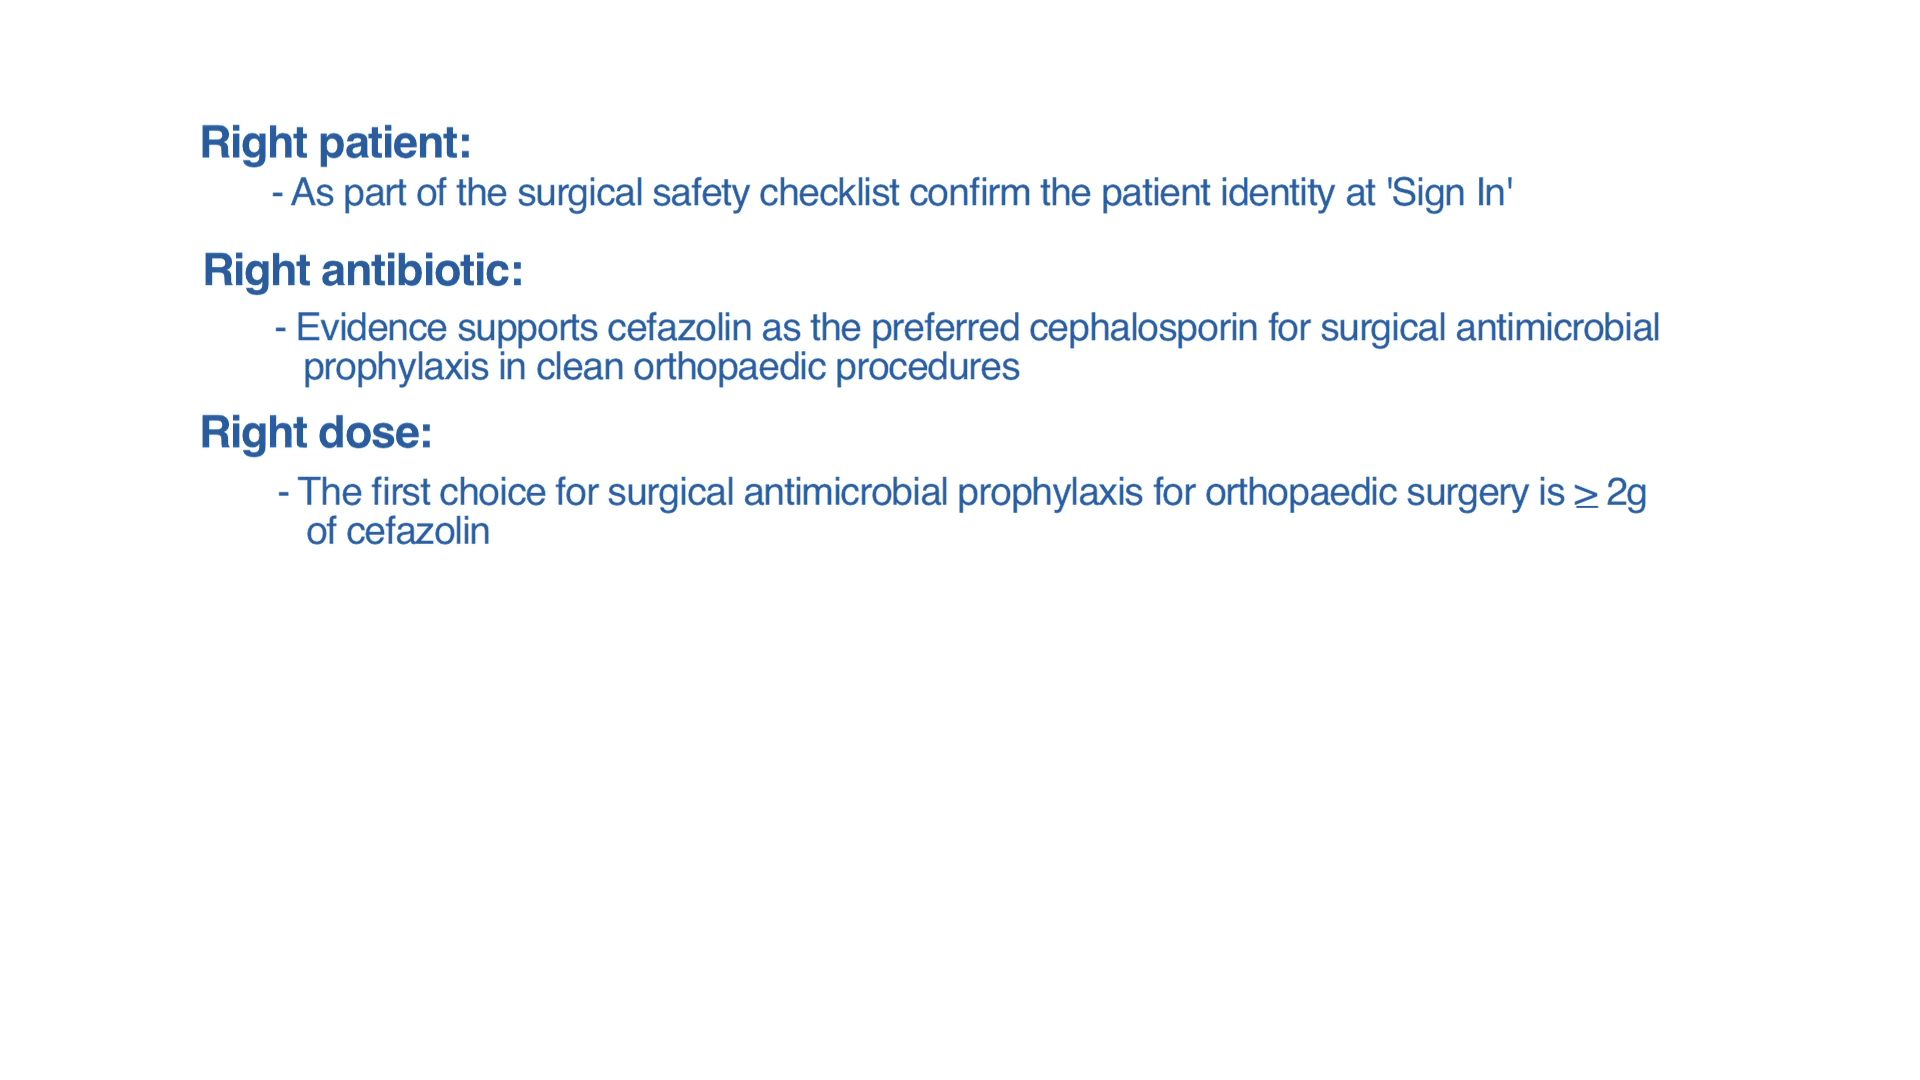 Right patient:
- As part of the surgical safety checklist confirm the patient identity at 'Sign In'
Right antibiotic:
- Evidence supports cefazolin as the preferred cephalosporin for surgical antimicrobial
prophylaxis in clean orthopaedic procedures
Right dose:
- The first choice for surgical antimicrobial prophylaxis for orthopaedic surgery is ≥ 2g
of cefazolin